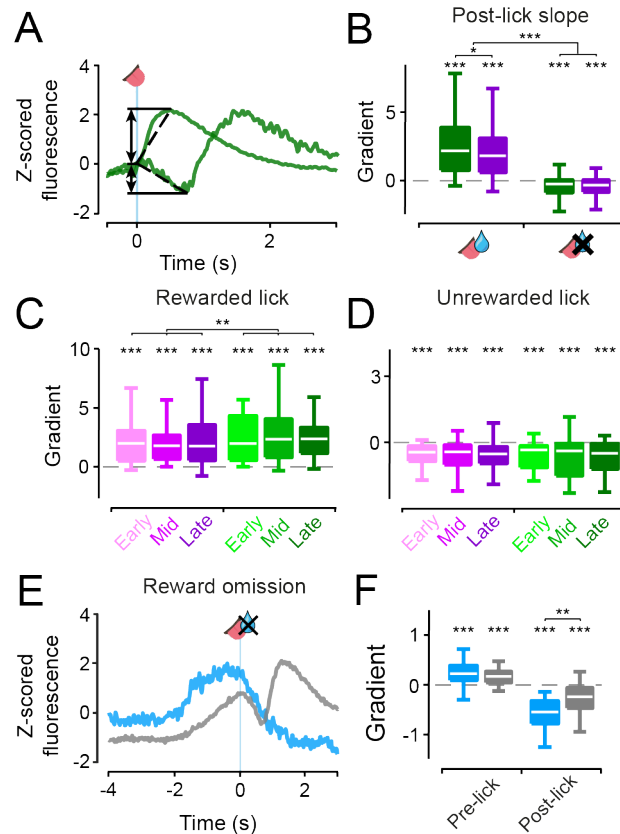 A
Z-scored
fluorescence
4
2
0
-2
0
2
Time (s)
B
Post-lick slope
***
*
***
***
***
***
Gradient
5
0
C
Rewarded lick
**
***
***
***
***
***
***
Gradient
10
5
0
Early
Mid
Late
Early
Mid
Late
D
Unrewarded lick
***
***
***
***
***
***
3
0
Early
Mid
Late
Early
Mid
Late
E
Reward omission
Z-scored
fluorescence
4
2
0
-2
-4
-2
0
2
Time (s)
F
**
***
***
***
***
Gradient
1
0
-1
Pre-lick
Post-lick